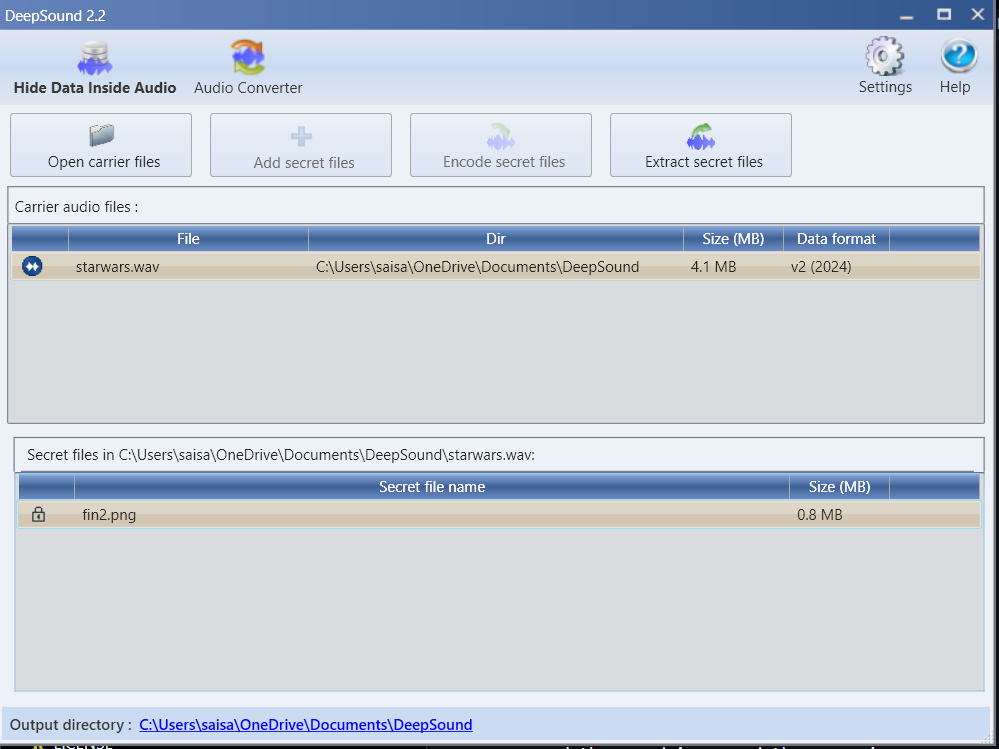 DeepSound 2.2
Hide Data Inside Audio Audio Converter Settings Help
Open carrier files Add secret files Encode secret files Extract secret files
Carrier audio files :
File Dir Size (MB) Data format
starwars.wav C:\Users\saisa\OneDrive\Documents\DeepSound 4.1 MB v2 (2024)
Secret files in C:\Users\saisa\OneDrive\Documents\DeepSound\starwars.wav:
Secret file name Size (MB)
fin2.png 0.8 MB
Output directory : C:\Users\saisa\OneDrive\Documents\DeepSound
LICENSE